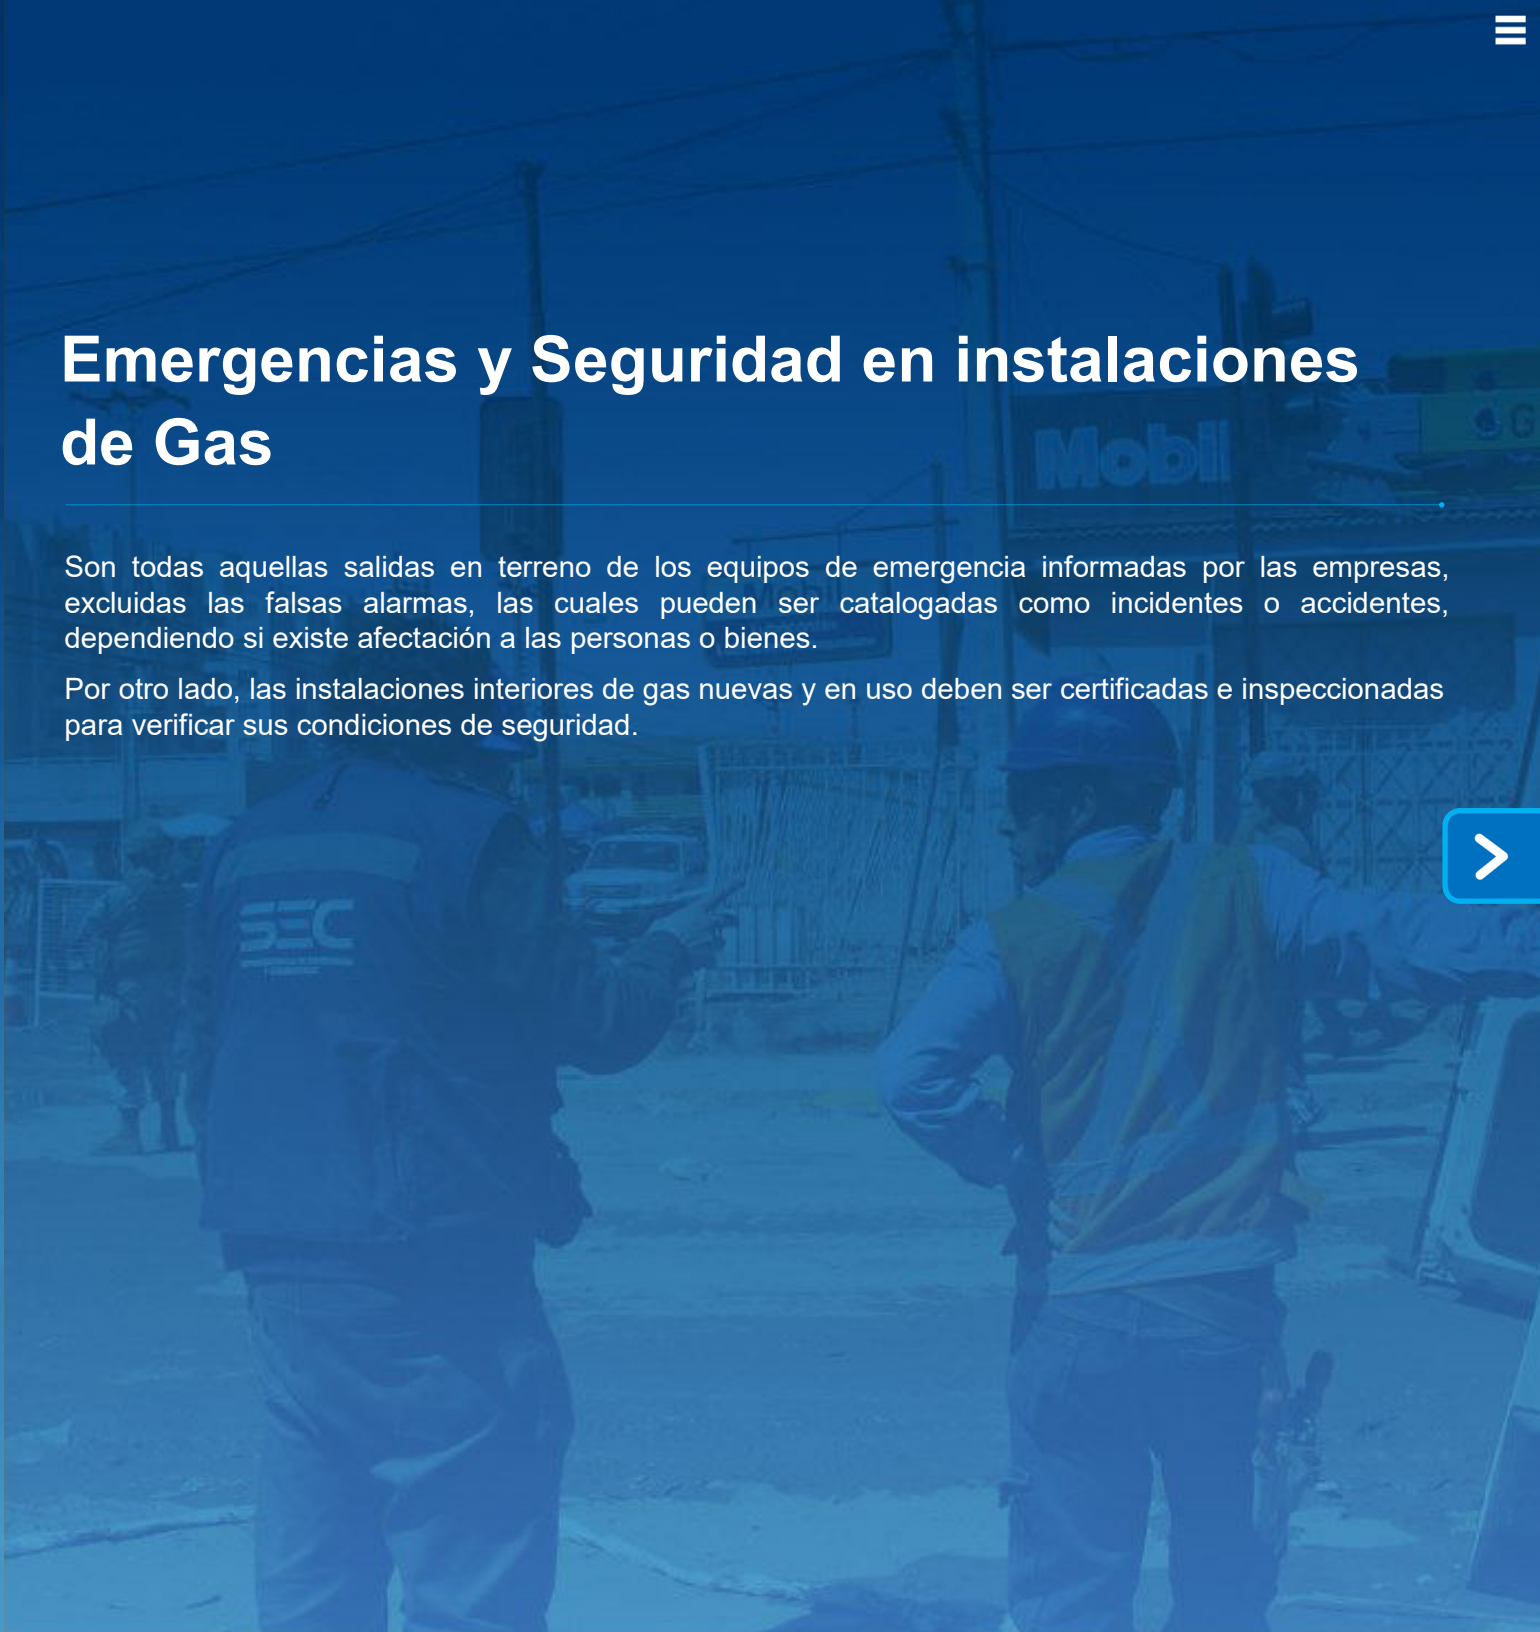 Emergencias y Seguridad en instalaciones
de Gas
Mobil
Son todas aquellas salidas en terreno de los equipos de emergencia informadas por las empresas,
excluidas las falsas alarmas, las cuales pueden ser catalogadas como incidentes o accidentes,
dependiendo si existe afectación a las personas o bienes.
Por otro lado, las instalaciones interiores de gas nuevas y en uso deben ser certificadas e inspeccionadas
para verificar sus condiciones de seguridad.
SEC